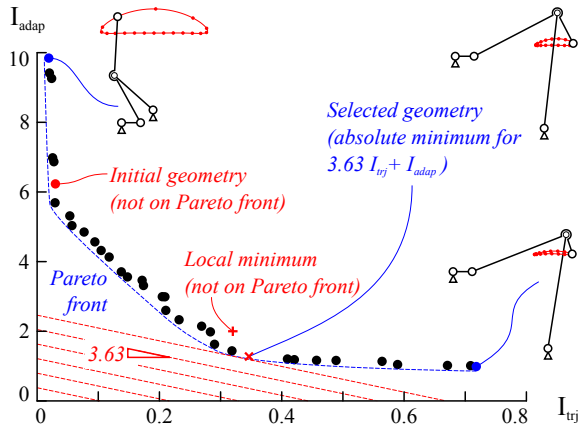 I_adap
10
8
6
4
2
0
0
0.2
0.4
0.6
0.8
I_trj
Initial geometry
(not on Pareto front)
Selected geometry
(absolute minimum for
3.63 I_trj + I_adap )
Local minimum
(not on Pareto front)
Pareto
front
3.63